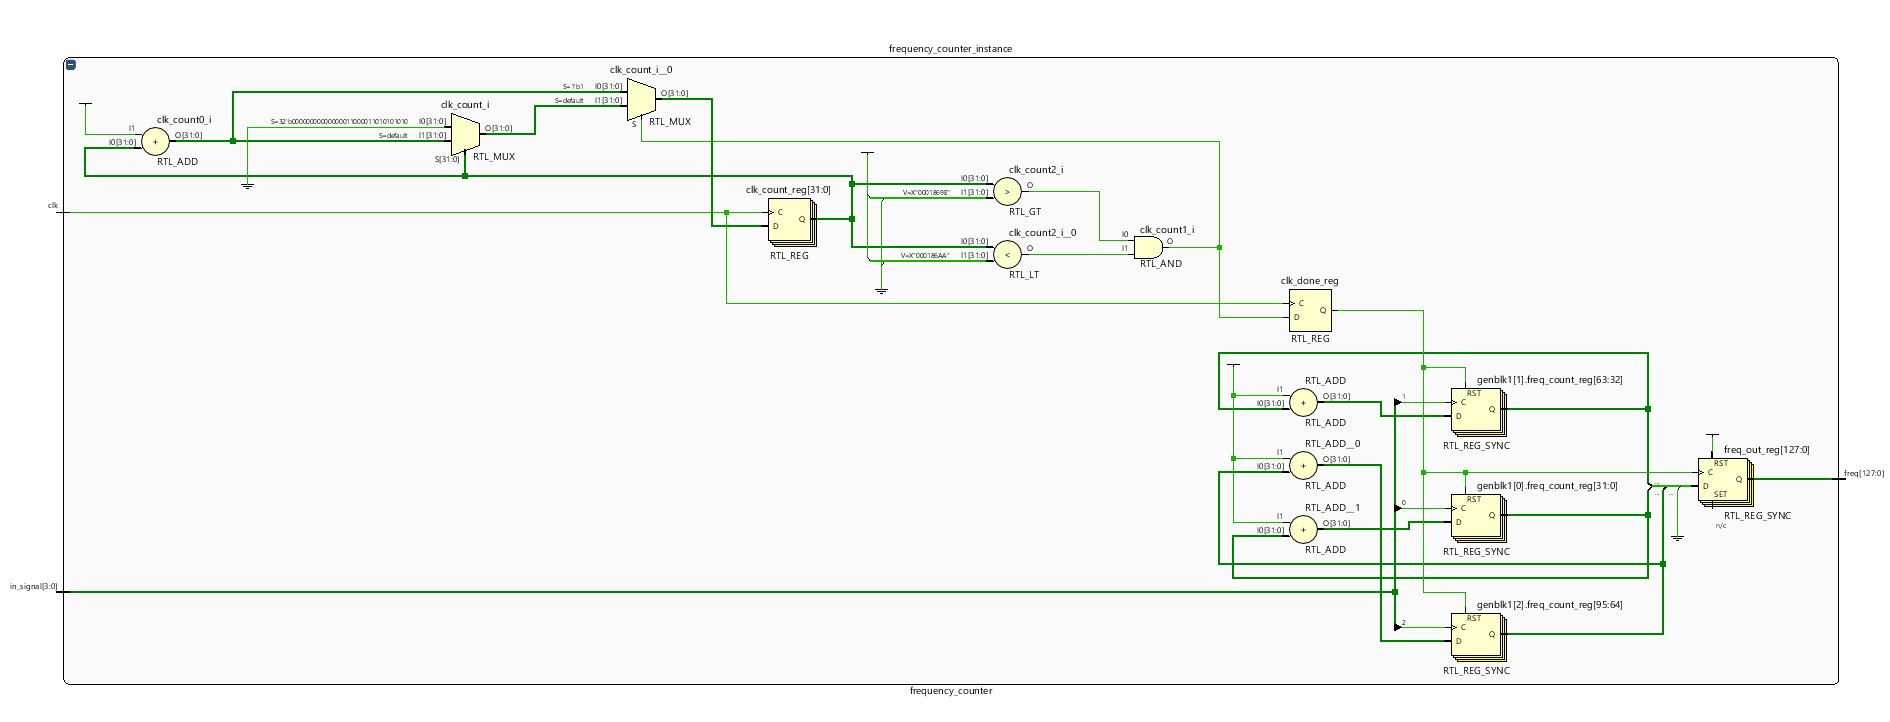 frequency_counter_instance
clk_count_i__0
S=1'b1 I0[31:0]
O[31:0]
S=default I1[31:0]
S
RTL_MUX
clk_count_i
I0[31:0]
S=default I1[31:0]
O[31:0]
S[31:0]
RTL_MUX
clk_count0_i
I1
O[31:0]
I0[31:0]
+
RTL_ADD
clk_count2_i
I0[31:0]
O
V=X"0001869E" I1[31:0]
>
RTL_GT
clk_count_reg[31:0]
clk
C
Q
D
RTL_REG
clk_count2_i__0
I0[31:0]
O
V=X"000186AA" I1[31:0]
<
RTL_LT
clk_count1_i
I0
O
I1
RTL_AND
clk_done_reg
C
Q
D
RTL_REG
RTL_ADD
I1
O[31:0]
I0[31:0]
+
RTL_ADD
genblk1[1].freq_count_reg[63:32]
RST
1
C
Q
D
RTL_REG_SYNC
RTL_ADD__0
I1
O[31:0]
I0[31:0]
+
RTL_ADD
freq_out_reg[127:0]
RST
C
Q
D
SET
RTL_REG_SYNC
n/c
...
...
...
freq[127:0]
genblk1[0].freq_count_reg[31:0]
RST
0
C
Q
D
RTL_REG_SYNC
RTL_ADD__1
I1
O[31:0]
I0[31:0]
+
RTL_ADD
in_signal[3:0]
genblk1[2].freq_count_reg[95:64]
RST
2
C
Q
D
RTL_REG_SYNC
frequency_counter